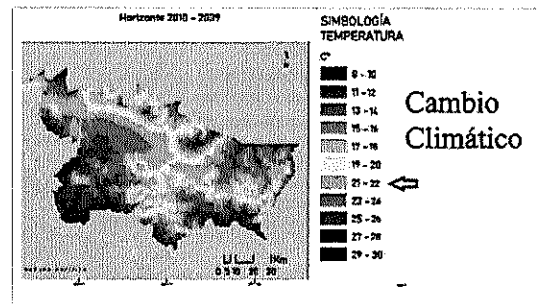 Horizonte 2010 - 2039
SIMBOLOGÍA
TEMPERATURA
C°
9 - 10
11 - 12
13 - 14
15 - 16
17 - 18
19 - 20
21 - 22
23 - 24
25 - 26
27 - 28
29 - 30
Cambio
Climático
Km